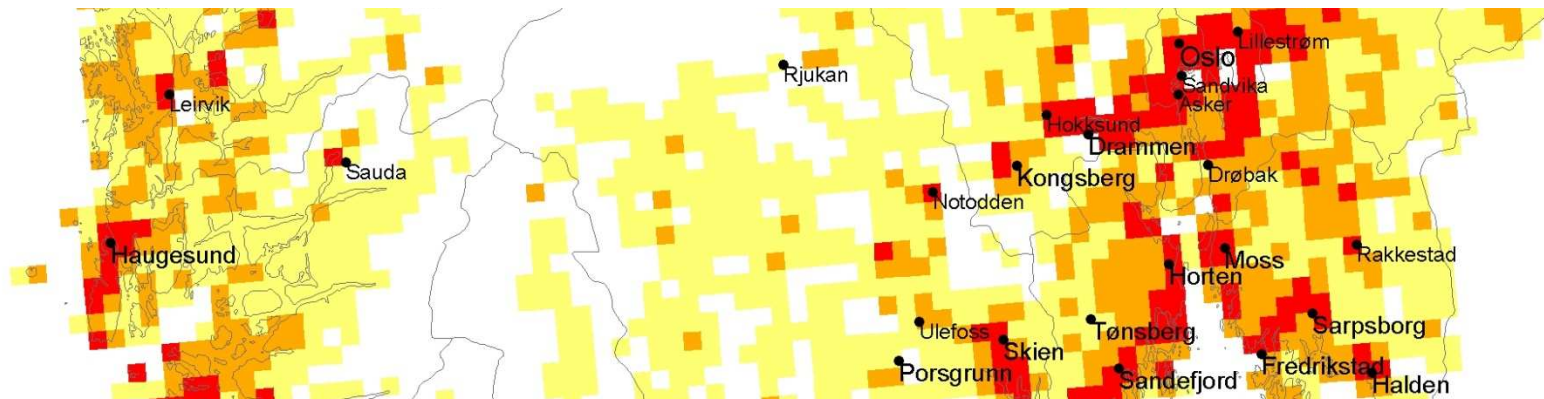 Lillestrøm
Oslo
Rjukan
Sandvika
Leirvik
Asker
Hokksund
Drammen
Sauda
Kongsberg
Drøbak
Notodden
Haugesund
Moss
Rakkestad
Horten
Sarpsborg
Tønsberg
Ulefoss
Skien
Fredrikstad
Porsgrunn
Sandefjord
Halden